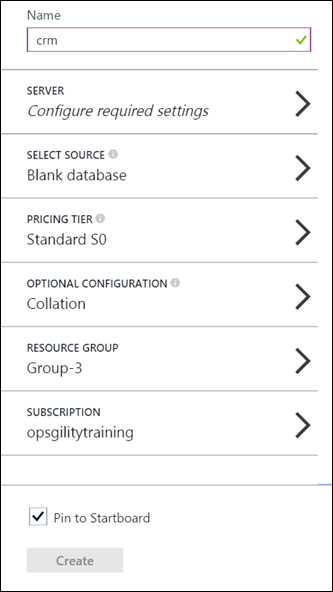 Name
crm
SERVER
Configure required settings
SELECT SOURCE
Blank database
PRICING TIER
Standard S0
OPTIONAL CONFIGURATION
Collation
RESOURCE GROUP
Group-3
SUBSCRIPTION
opsgilitytraining
Pin to Startboard
Create